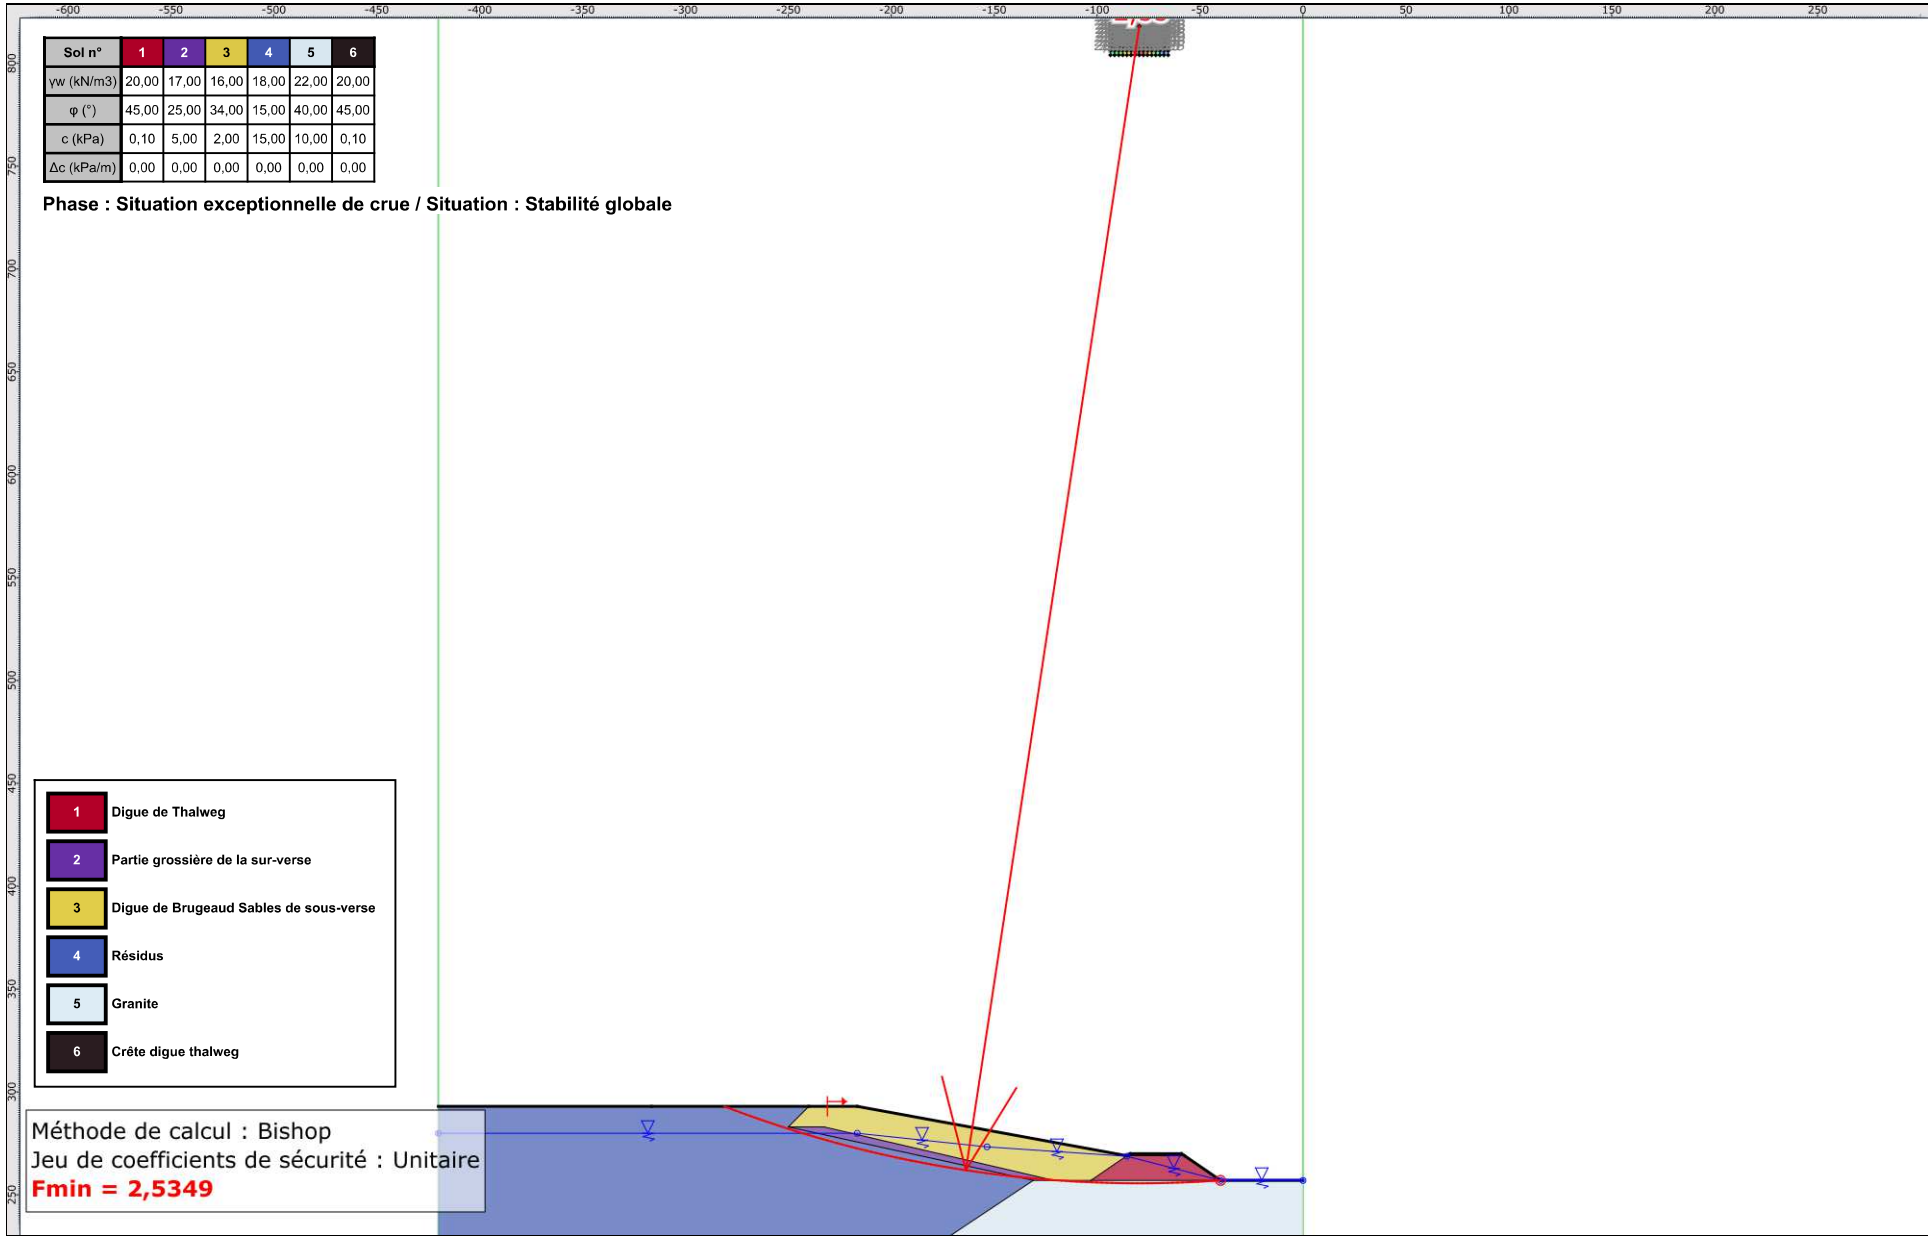 -600 -550 -500 -450 -400 -350 -300 -250 -200 -150 -100 -50 0 50 100 150 200 250
800
750
700
650
600
550
500
450
400
350
300
250
Sol n° 1 2 3 4 5 6
γw (kN/m3) 20,00 17,00 16,00 18,00 22,00 20,00
φ (°) 45,00 25,00 34,00 15,00 40,00 45,00
c (kPa) 0,10 5,00 2,00 15,00 10,00 0,10
Δc (kPa/m) 0,00 0,00 0,00 0,00 0,00 0,00
Phase : Situation exceptionnelle de crue / Situation : Stabilité globale
1 Digue de Thalweg
2 Partie grossière de la sur-verse
3 Digue de Brugeaud Sables de sous-verse
4 Résidus
5 Granite
6 Crête digue thalweg
Méthode de calcul : Bishop
Jeu de coefficients de sécurité : Unitaire
Fmin = 2,5349